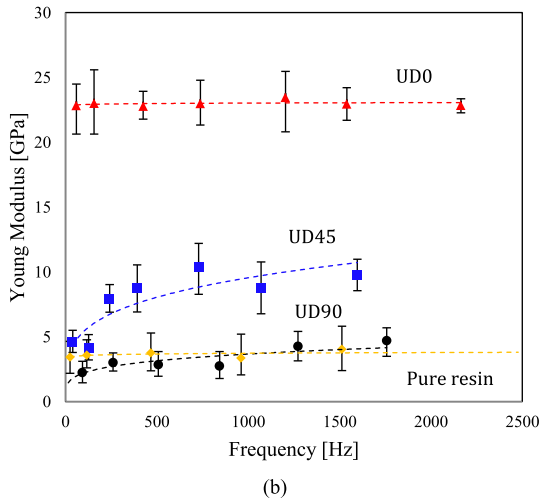 (b)
30
25
20
15
10
5
0
Young Modulus [GPa]
UD0
UD45
UD90
Pure resin
0 500 1000 1500 2000 2500
Frequency [Hz]
(b)